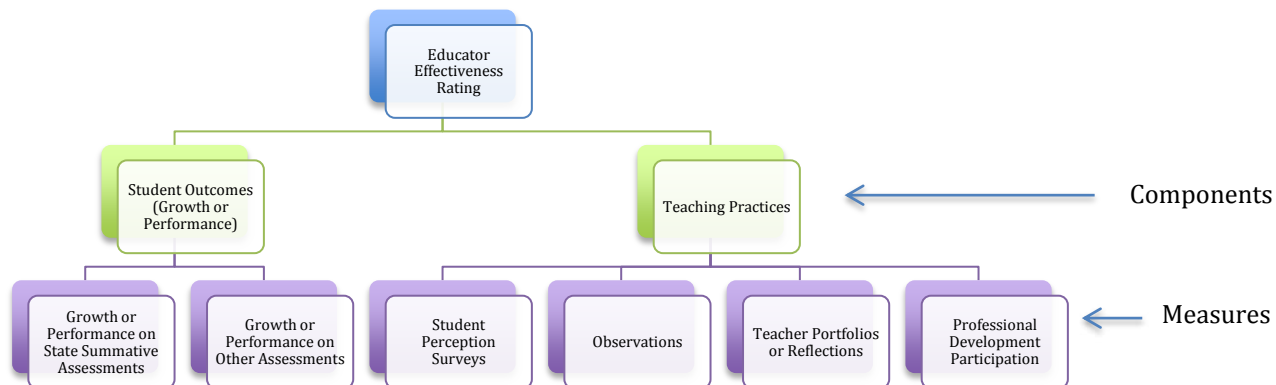 Educator
Effectiveness
Rating
Student Outcomes
(Growth or
Performance)
Teaching Practices
Components
Growth or
Performance on
State Summative
Assessments
Growth or
Performance on
Other Assessments
Student
Perception
Surveys
Observations
Teacher Portfolios
or Reflections
Professional
Development
Participation
Measures